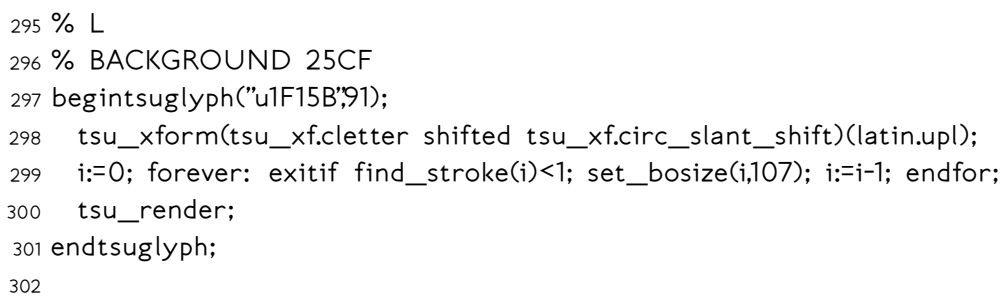 295 % L
296 % BACKGROUND 25CF
297 begintsuglyph("u1F15B",91);
298 tsu_xform(tsu_xf.cletter shifted tsu_xf.circ_slant_shift)(latin.upl);
299 i:=0; forever: exitif find_stroke(i)<1; set_bosize(i,107); i:=i-1; endfor;
300 tsu_render;
301 endtsuglyph;
302